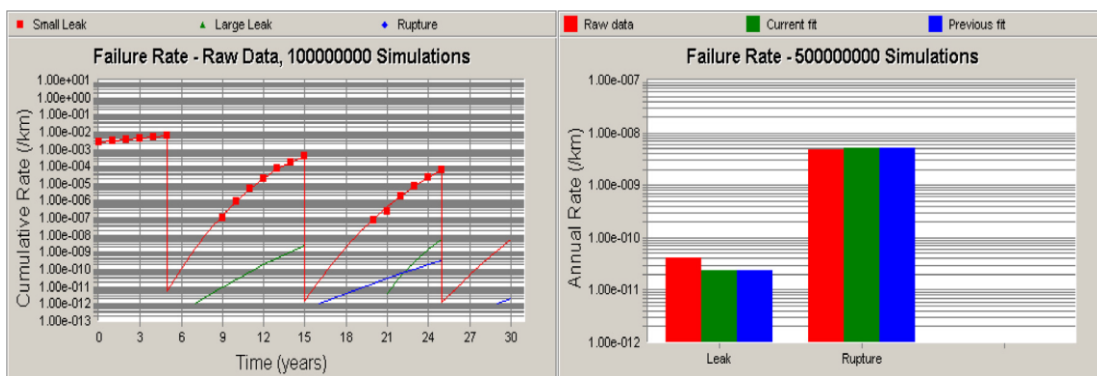 Small Leak
Large Leak
Rupture
Failure Rate - Raw Data, 100000000 Simulations
Cumulative Rate (/km)
1.00e+001
1.00e+000
1.00e-001
1.00e-002
1.00e-003
1.00e-004
1.00e-005
1.00e-006
1.00e-007
1.00e-008
1.00e-009
1.00e-010
1.00e-011
1.00e-012
1.00e-013
0 3 6 9 12 15 18 21 24 27 30
Time (years)
Raw data
Current fit
Previous fit
Failure Rate - 500000000 Simulations
Annual Rate (/km)
1.00e-007
1.00e-008
1.00e-009
1.00e-010
1.00e-011
1.00e-012
Leak
Rupture